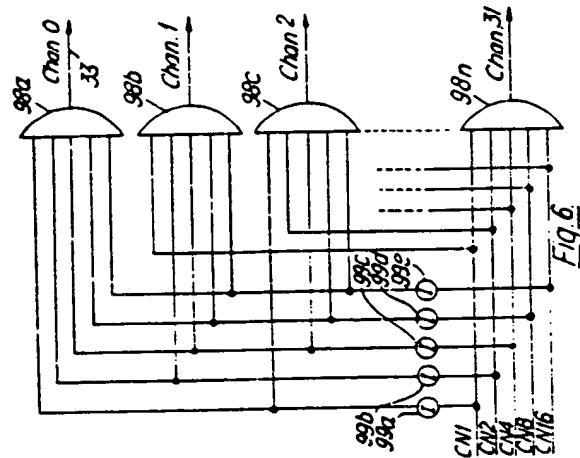 98a
Chan 0
33
98b
Chan. 1
98c
Chan 2
98n
Chan. 31
99c
99d
99e
99b
99a
CN1
CN2
CN4
CN8
CN16
Fig. 6.